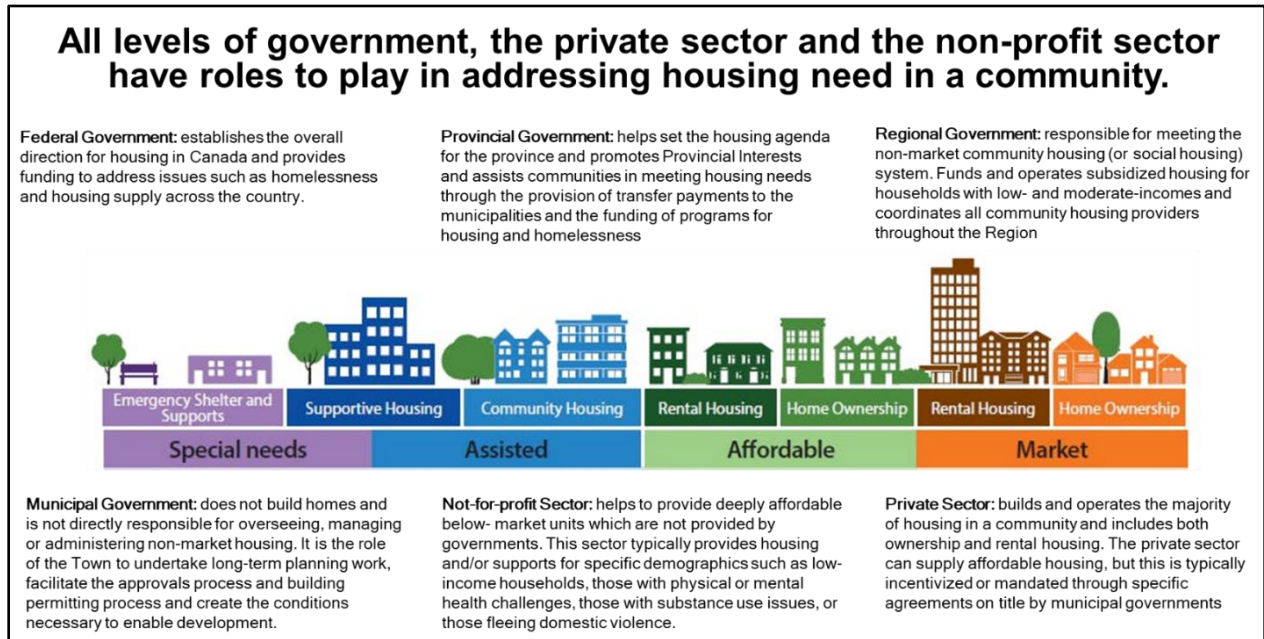 All levels of government, the private sector and the non-profit sector
have roles to play in addressing housing need in a community.
Federal Government: establishes the overall
direction for housing in Canada and provides
funding to address issues such as homelessness
and housing supply across the country.
Provincial Government: helps set the housing agenda
for the province and promotes Provincial Interests
and assists communities in meeting housing needs
through the provision of transfer payments to the
municipalities and the funding of programs for
housing and homelessness
Regional Government: responsible for meeting the
non-market community housing (or social housing)
system. Funds and operates subsidized housing for
households with low- and moderate-incomes and
coordinates all community housing providers
throughout the Region
Emergency Shelter and
Supports
Supportive Housing
Community Housing
Rental Housing
Home Ownership
Rental Housing
Home Ownership
Special needs
Assisted
Affordable
Market
Municipal Government: does not build homes and
is not directly responsible for overseeing, managing
or administering non-market housing. It is the role
of the Town to undertake long-term planning work,
facilitate the approvals process and building
permitting process and create the conditions
necessary to enable development.
Not-for-profit Sector: helps to provide deeply affordable
below- market units which are not provided by
governments. This sector typically provides housing
and/or supports for specific demographics such as low-
income households, those with physical or mental
health challenges, those with substance use issues, or
those fleeing domestic violence.
Private Sector: builds and operates the majority
of housing in a community and includes both
ownership and rental housing. The private sector
can supply affordable housing, but this is typically
incentivized or mandated through specific
agreements on title by municipal governments